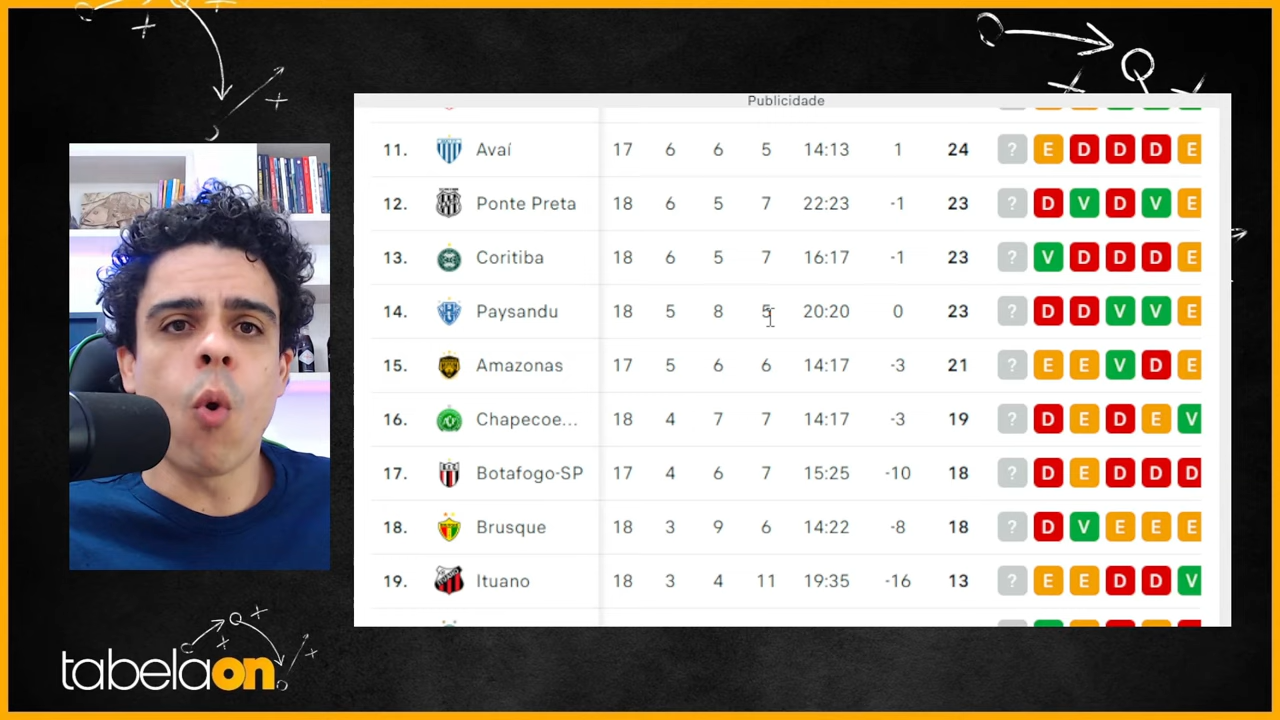 Publicidade
11. Avaí 17 6 6 5 14:13 1 24 ? E D D D E
12. Ponte Preta 18 6 5 7 22:23 -1 23 ? D V D V E
13. Coritiba 18 6 5 7 16:17 -1 23 ? V D D D E
14. Paysandu 18 5 8 5 20:20 0 23 ? D D V V E
15. Amazonas 17 5 6 6 14:17 -3 21 ? E E V D E
16. Chapecoe... 18 4 7 7 14:17 -3 19 ? D E D E V
17. Botafogo-SP 17 4 6 7 15:25 -10 18 ? D E D D D
18. Brusque 18 3 9 6 14:22 -8 18 ? D V E E E
19. Ituano 18 3 4 11 19:35 -16 13 ? E E D D V
tabelaon